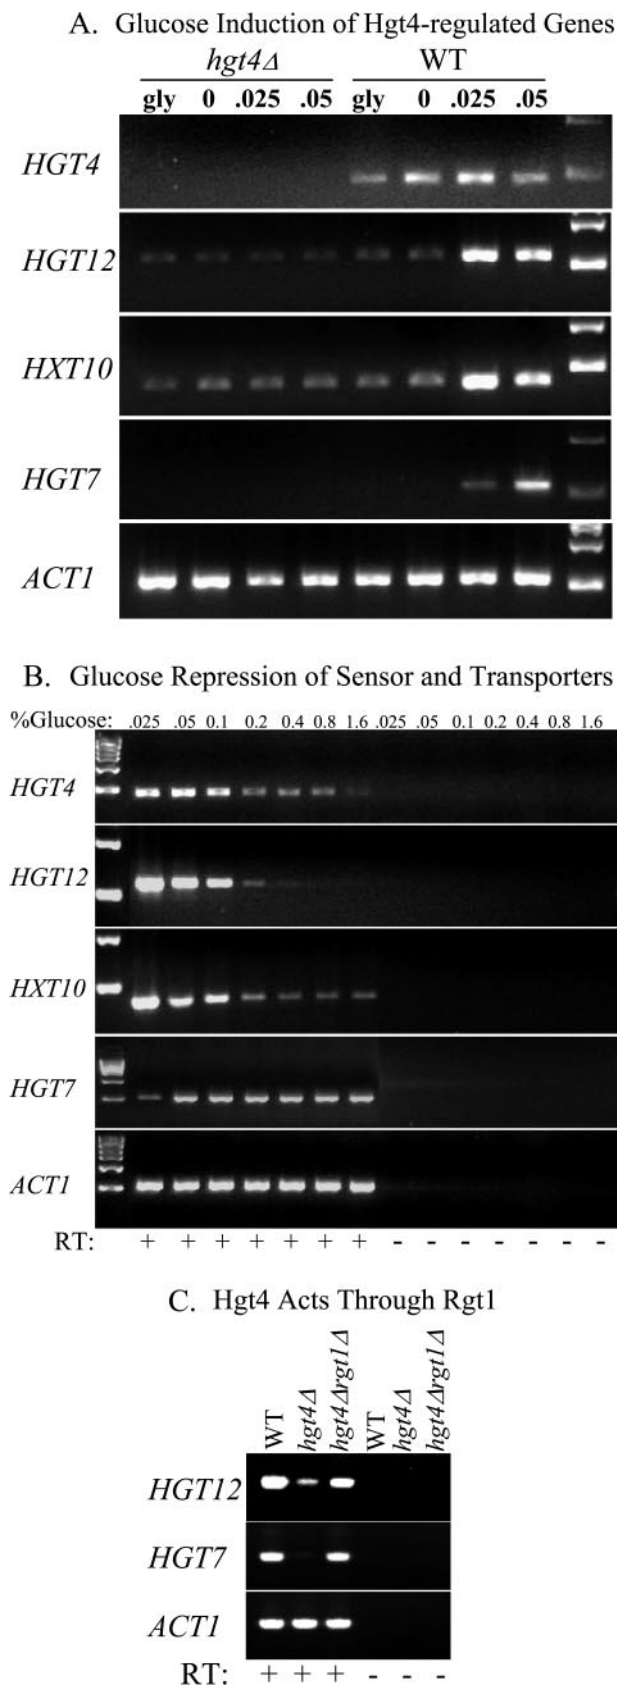 A. Glucose Induction of Hgt4-regulated Genes
hgt4Δ WT
gly 0 .025 .05 gly 0 .025 .05
HGT4
HGT12
HXT10
HGT7
ACT1
B. Glucose Repression of Sensor and Transporters
%Glucose: .025 .05 0.1 0.2 0.4 0.8 1.6 .025 .05 0.1 0.2 0.4 0.8 1.6
HGT4
HGT12
HXT10
HGT7
ACT1
RT: + + + + + + + - - - - - - -
C. Hgt4 Acts Through Rgt1
WT hgt4Δ hgt4Δrgt1Δ WT hgt4Δ hgt4Δrgt1Δ
HGT12
HGT7
ACT1
RT: + + + - - -